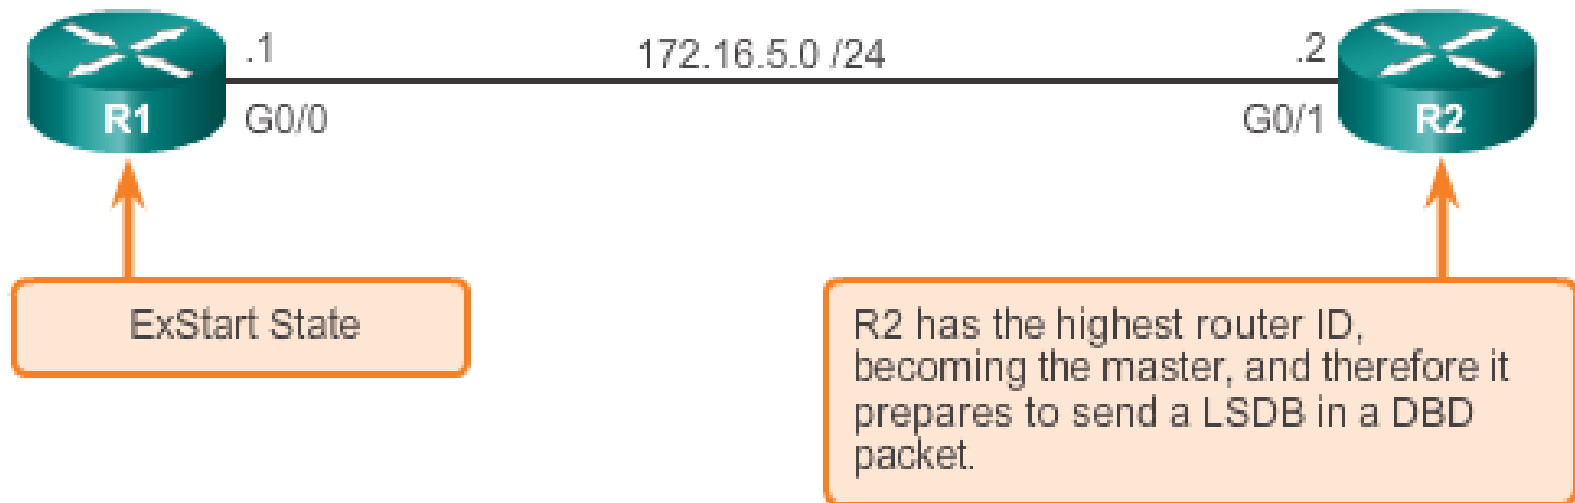 .1
172.16.5.0 /24
.2
R1
G0/0
G0/1
R2
ExStart State
R2 has the highest router ID,
becoming the master, and therefore it
prepares to send a LSDB in a DBD
packet.